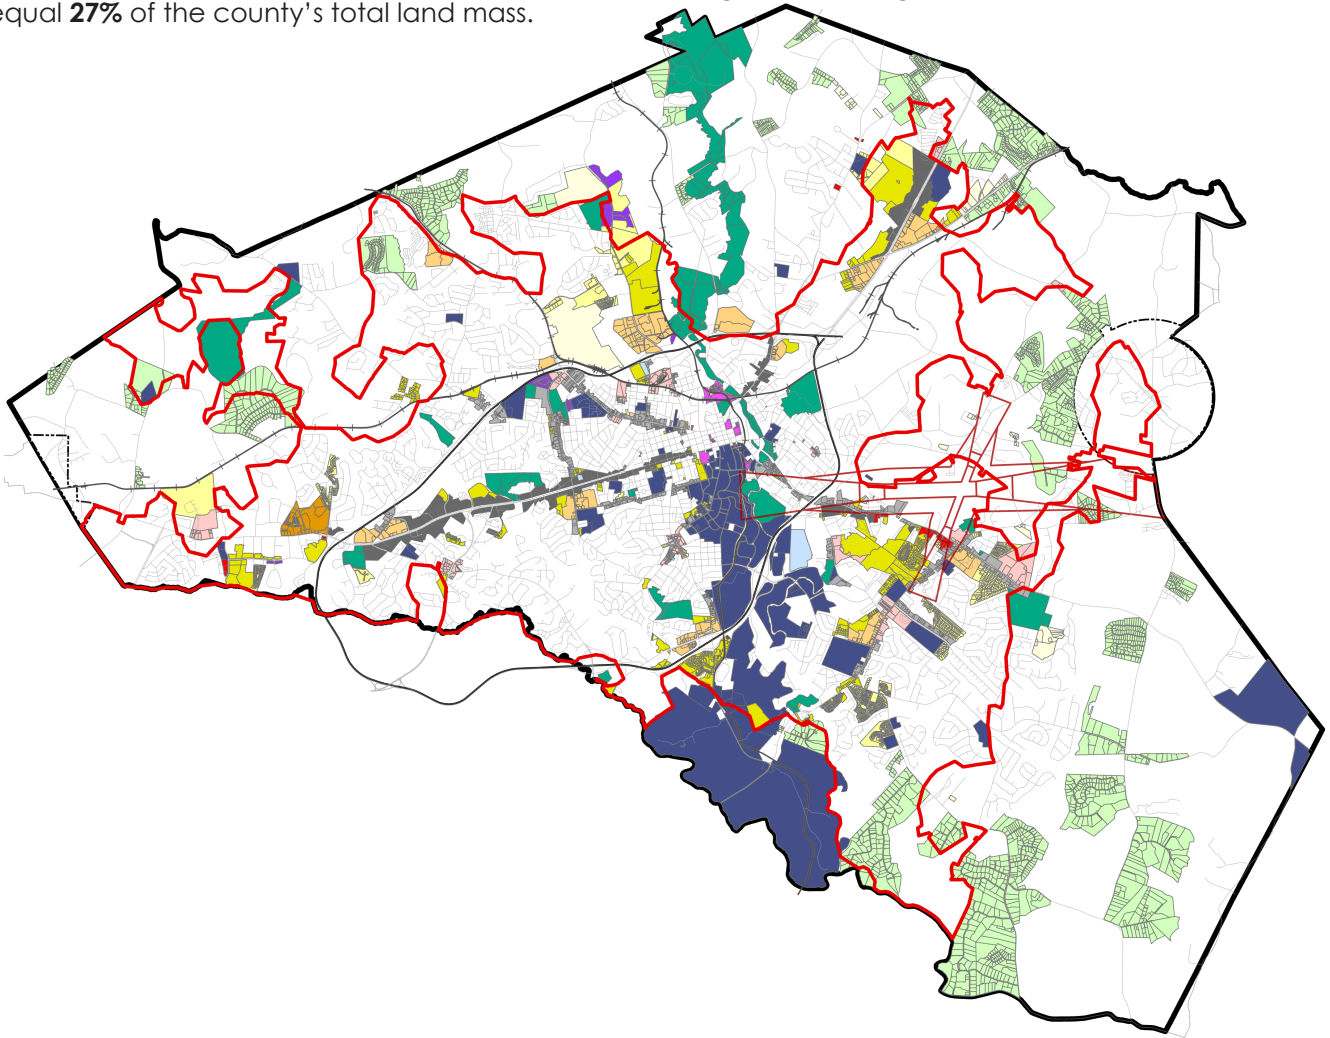 equal 27% of the county's total land mass.